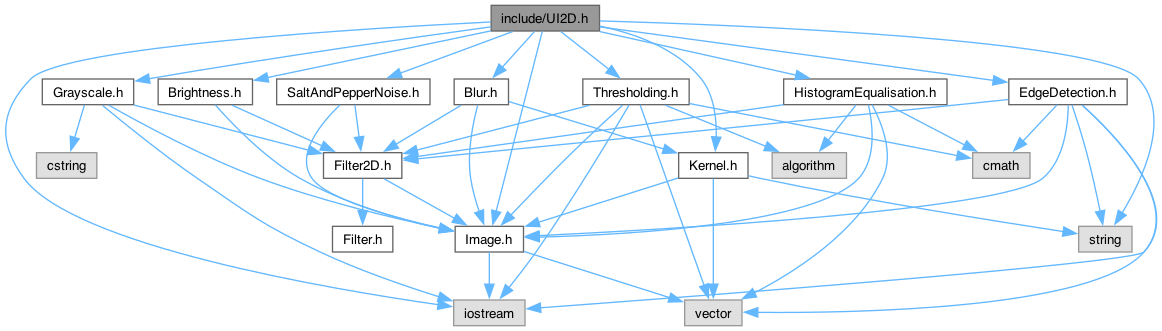 include/UI2D.h
Grayscale.h
Brightness.h
SaltAndPepperNoise.h
Blur.h
Thresholding.h
HistogramEqualisation.h
EdgeDetection.h
cstring
Filter2D.h
Kernel.h
algorithm
cmath
Filter.h
Image.h
string
iostream
vector